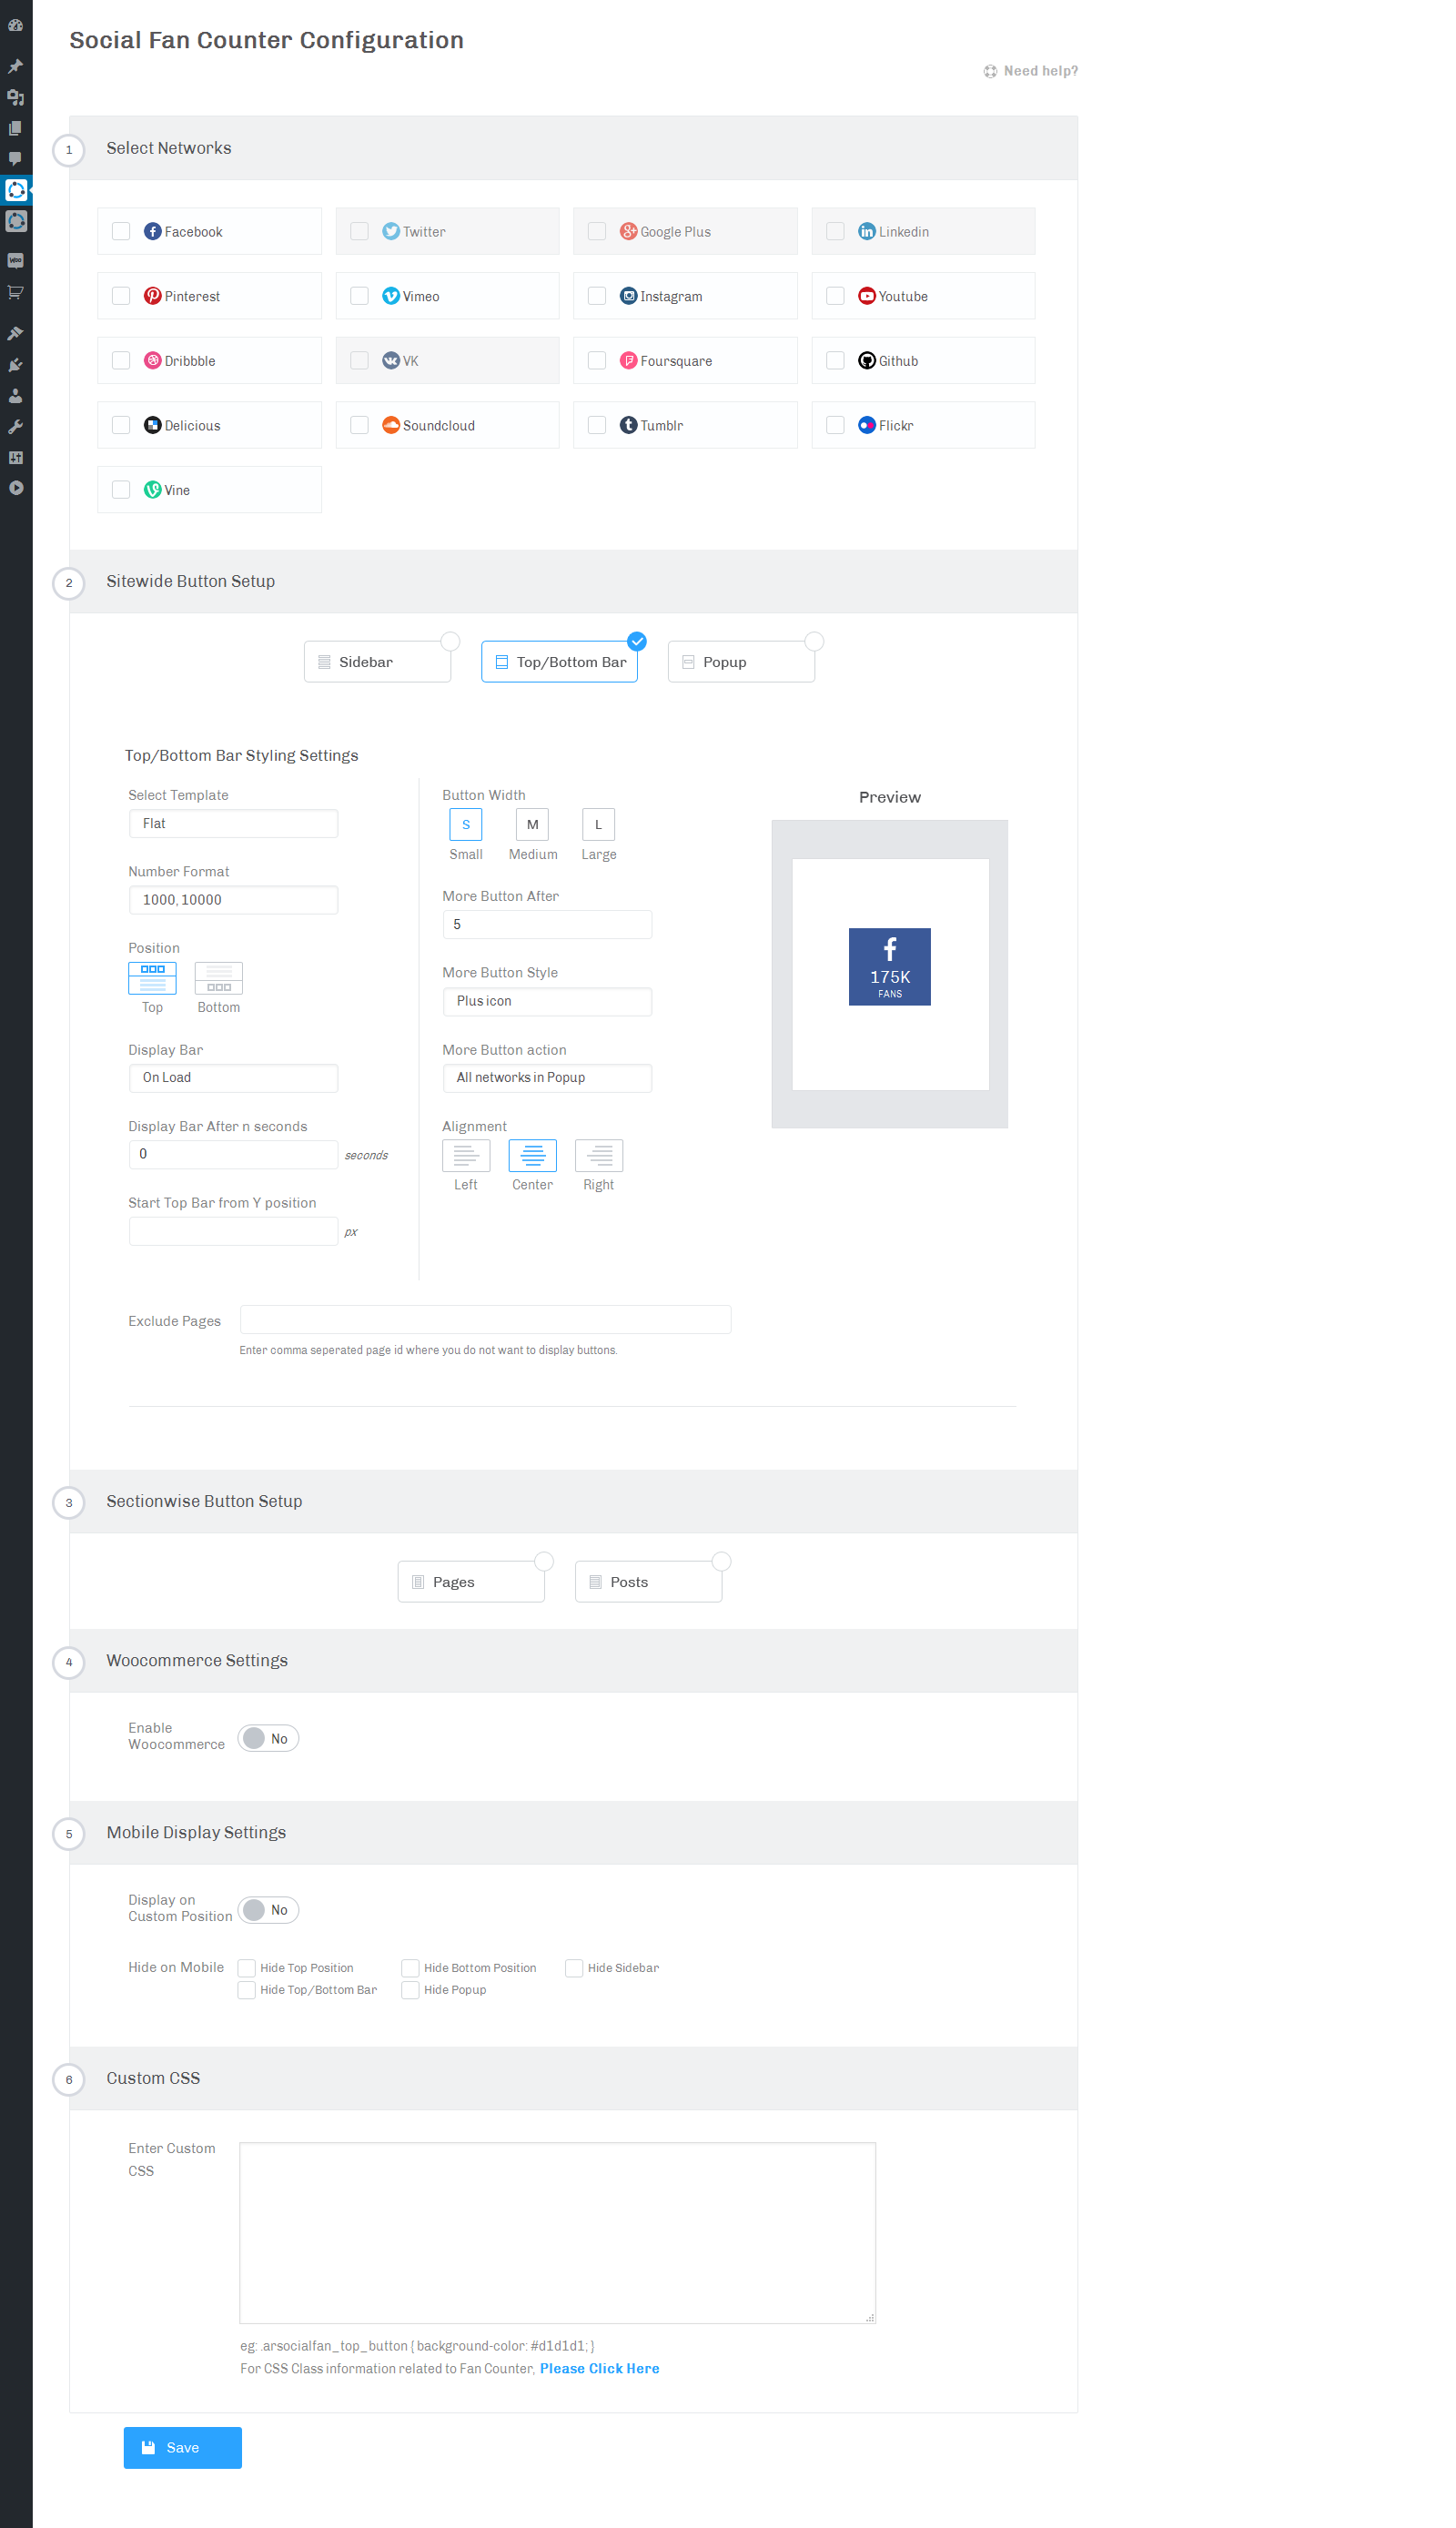 Social Fan Counter Configuration
Need help?
1 Select Networks
Facebook Twitter Google Plus Linkedin
Pinterest Vimeo Instagram Youtube
Dribbble VK Foursquare Github
Delicious Soundcloud Tumblr Flickr
Vine
2 Sitewide Button Setup
Sidebar Top/Bottom Bar Popup
Top/Bottom Bar Styling Settings
Select Template
Flat
Number Format
1000, 10000
Position
Top Bottom
Display Bar
On Load
Display Bar After n seconds
0 seconds
Start Top Bar from Y position
px
Button Width
S M L
Small Medium Large
More Button After
5
More Button Style
Plus icon
More Button action
All networks in Popup
Alignment
Left Center Right
Preview
175K
FANS
Exclude Pages
Enter comma seperated page id where you do not want to display buttons.
3 Sectionwise Button Setup
Pages Posts
4 Woocommerce Settings
Enable
Woocommerce
No
5 Mobile Display Settings
Display on
Custom Position
No
Hide on Mobile Hide Top Position Hide Bottom Position Hide Sidebar
Hide Top/Bottom Bar Hide Popup
6 Custom CSS
Enter Custom
CSS
eg: .arsocialfan_top_button { background-color: #d1d1d1; }
For CSS Class information related to Fan Counter, Please Click Here
Save